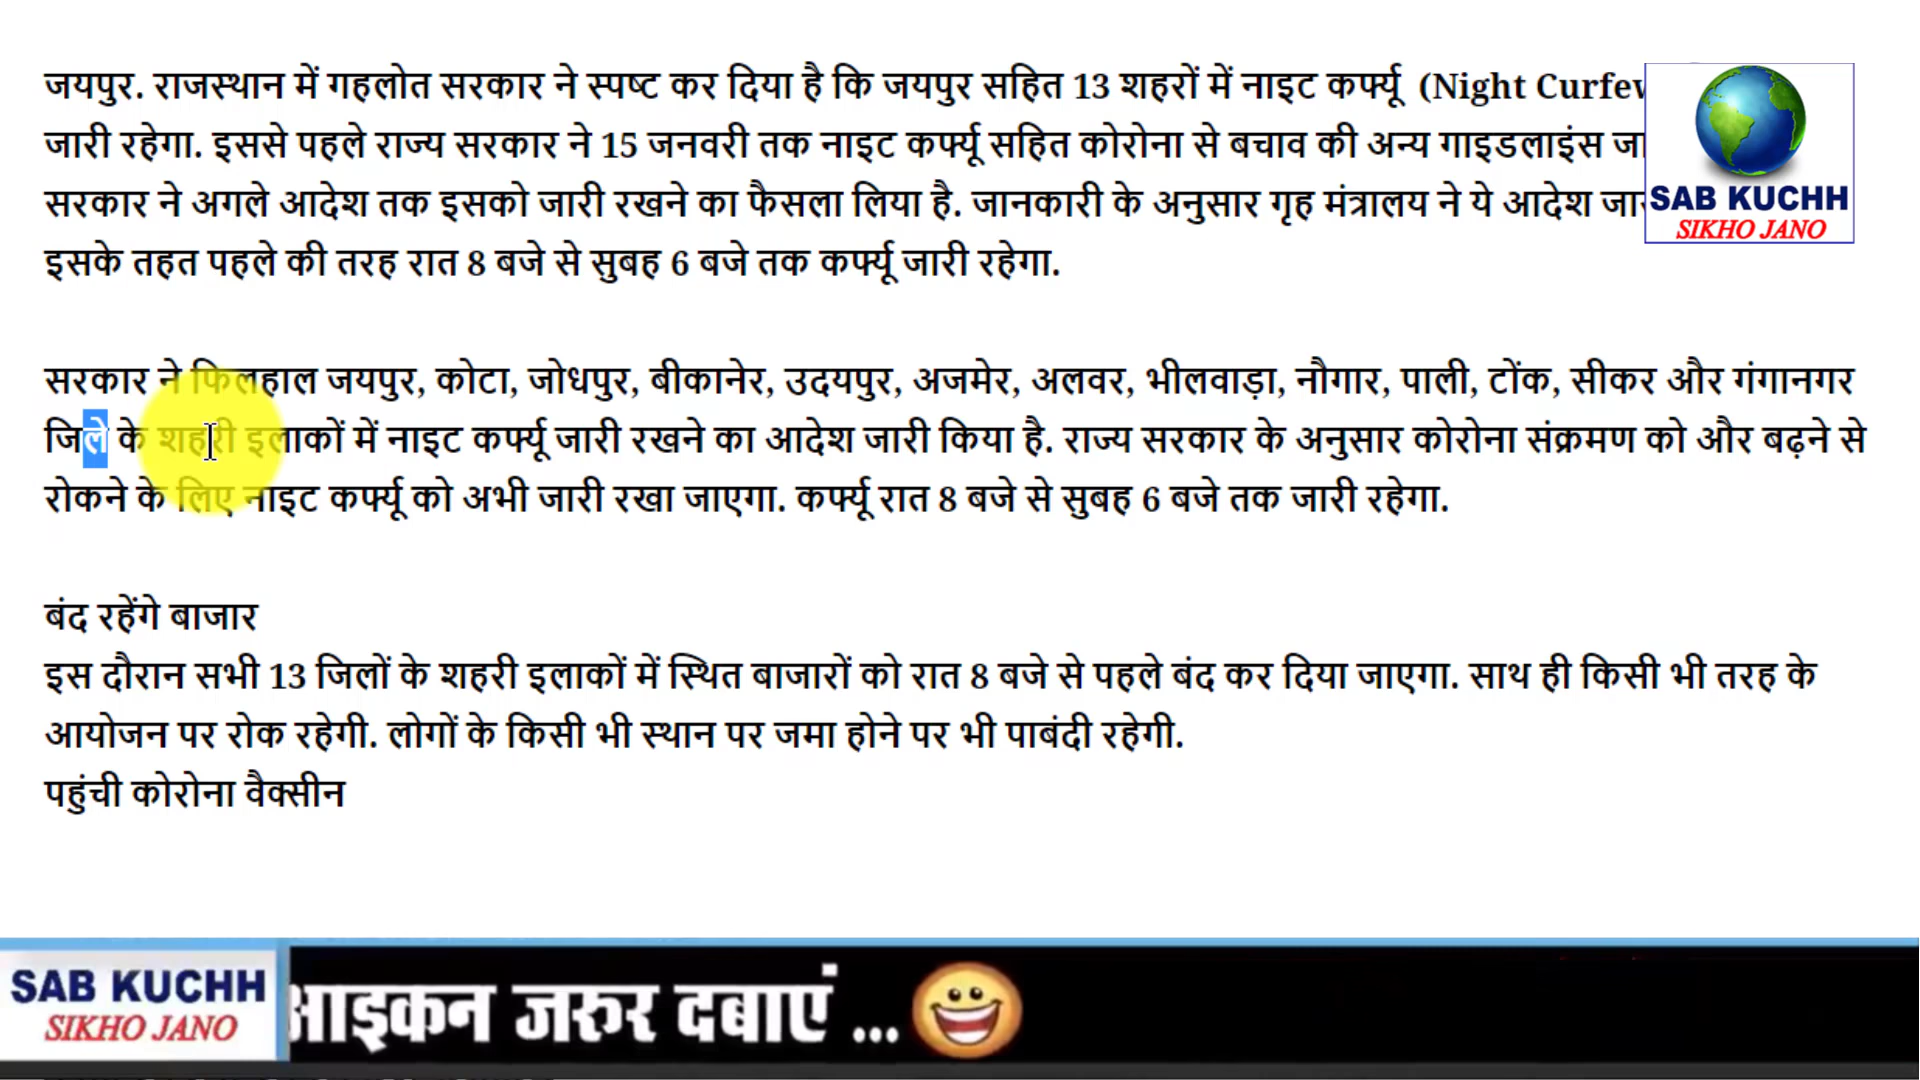 जयपुर. राजस्थान में गहलोत सरकार ने स्पष्ट कर दिया है कि जयपुर सहित 13 शहरों में नाइट कर्फ्यू (Night
जारी रहेगा. इससे पहले राज्य सरकार ने 15 जनवरी तक नाइट कर्फ्यू सहित कोरोना से बचाव की अन्य गाइडलाइंस
सरकार ने अगले आदेश तक इसको जारी रखने का फैसला लिया है. जानकारी के अनुसार गृह मंत्रालय ने ये आदेश
इसके तहत पहले की तरह रात 8 बजे से सुबह 6 बजे तक कर्फ्यू जारी रहेगा.
SAB KUCHH
SIKHO JANO
सरकार ने फिलहाल जयपुर, कोटा, जोधपुर, बीकानेर, उदयपुर, अजमेर, अलवर, भीलवाड़ा, नौगार, पाली, टोंक, सीकर और गंगानगर
जिले के शहरी इलाकों में नाइट कर्फ्यू जारी रखने का आदेश जारी किया है. राज्य सरकार के अनुसार कोरोना संक्रमण को और बढ़ने से
रोकने के लिए नाइट कर्फ्यू को अभी जारी रखा जाएगा. कर्फ्यू रात 8 बजे से सुबह 6 बजे तक जारी रहेगा.
बंद रहेंगे बाजार
इस दौरान सभी 13 जिलों के शहरी इलाकों में स्थित बाजारों को रात 8 बजे से पहले बंद कर दिया जाएगा. साथ ही किसी भी तरह के
आयोजन पर रोक रहेगी. लोगों के किसी भी स्थान पर जमा होने पर भी पाबंदी रहेगी.
पहुंची कोरोना वैक्सीन
SAB KUCHH
SIKHO JANO
आइकन जरुर दबाएं ...